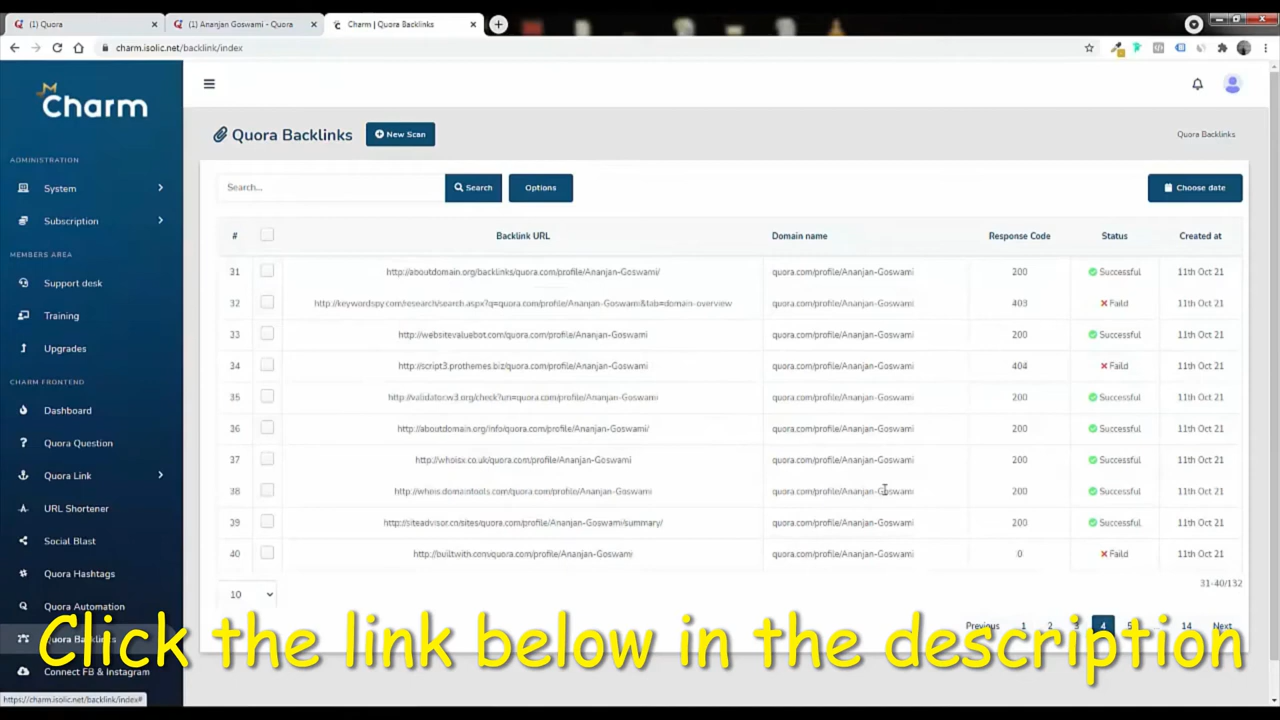 (1) Quora
(1) Ananjan Goswami - Quora
Charm | Quora Backlinks
charm.isolic.net/backlink/index
Charm
Quora Backlinks
New Scan
Quora Backlinks
ADMINISTRATION
System
Subscription
MEMBERS AREA
Support desk
Training
Upgrades
CHARM FRONTEND
Dashboard
Quora Question
Quora Link
URL Shortener
Social Blast
Quora Hashtags
Quora Automation
Quora Backlinks
Connect FB & Instagram
Search...
Search
Options
Choose date
# Backlink URL Domain name Response Code Status Created at
31 http://aboutdomain.org/backlinks/quora.com/profile/Ananjan-Goswami/ quora.com/profile/Ananjan-Goswami 200 Successful 11th Oct 21
32 http://keywordspy.com/research/search.aspx?q=quora.com/profile/Ananjan-Goswami&tab=domain-overview quora.com/profile/Ananjan-Goswami 403 Faild 11th Oct 21
33 http://websitevaluebot.com/quora.com/profile/Ananjan-Goswami quora.com/profile/Ananjan-Goswami 200 Successful 11th Oct 21
34 http://script3.prothemes.biz/quora.com/profile/Ananjan-Goswami quora.com/profile/Ananjan-Goswami 404 Faild 11th Oct 21
35 http://validator.w3.org/check?uri=quora.com/profile/Ananjan-Goswami quora.com/profile/Ananjan-Goswami 200 Successful 11th Oct 21
36 http://aboutdomain.org/info/quora.com/profile/Ananjan-Goswami/ quora.com/profile/Ananjan-Goswami 200 Successful 11th Oct 21
37 http://whoisx.co.uk/quora.com/profile/Ananjan-Goswami quora.com/profile/Ananjan-Goswami 200 Successful 11th Oct 21
38 http://whois.domaintools.com/quora.com/profile/Ananjan-Goswami quora.com/profile/Ananjan-Goswami 200 Successful 11th Oct 21
39 http://siteadvisor.cn/sites/quora.com/profile/Ananjan-Goswami/summary/ quora.com/profile/Ananjan-Goswami 200 Successful 11th Oct 21
40 http://builtwith.com/quora.com/profile/Ananjan-Goswami quora.com/profile/Ananjan-Goswami 0 Faild 11th Oct 21
10
31-40/132
Previous 1 2 4 5 14 Next
Click the link below in the description
https://charm.isolic.net/backlink/index#